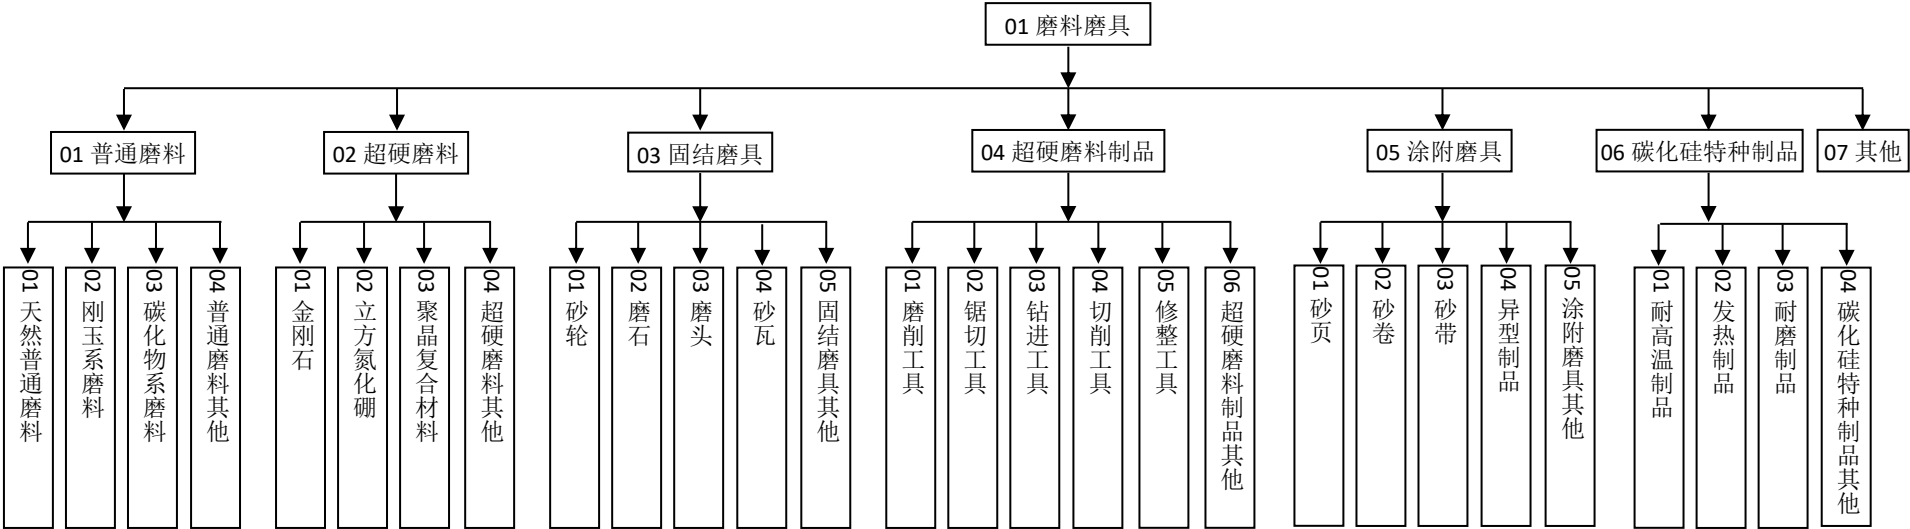 01 磨料磨具
01 普通磨料
02 超硬磨料
03 固结磨具
04 超硬磨料制品
05 涂附磨具
06 碳化硅特种制品
07 其他
01 天然普通磨料
02 刚玉系磨料
03 碳化物系磨料
04 普通磨料其他
01 金刚石
02 立方氮化硼
03 聚晶复合材料
04 超硬磨料其他
01 砂轮
02 磨石
03 磨头
04 砂瓦
05 固结磨具其他
01 磨削工具
02 锯切工具
03 钻进工具
04 切削工具
05 修整工具
06 超硬磨料制品其他
01 砂页
02 砂卷
03 砂带
04 异型制品
05 涂附磨具其他
01 耐高温制品
02 发热制品
03 耐磨制品
04 碳化硅特种制品其他